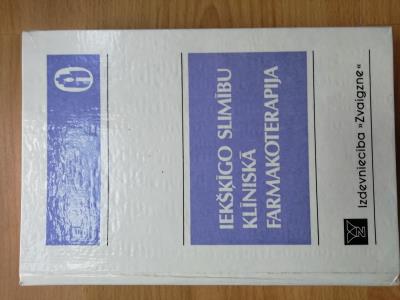 IEKŠĶĪGO SLIMĪBU
KLĪNISKĀ
FARMAKOTERAPIJA
Izdevniecība »Zvaigzne«